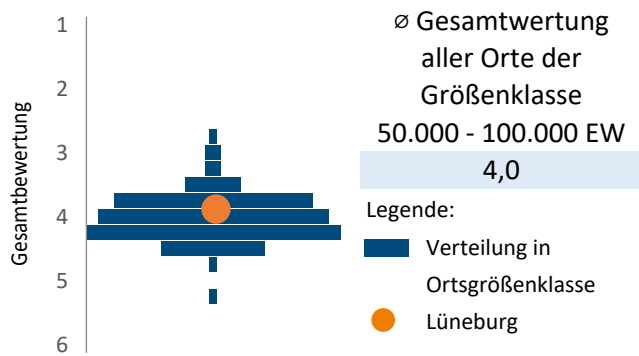 1
2
3
4
5
6
Gesamtbewertung
⌀ Gesamtwertung
aller Orte der
Größenklasse
50.000 - 100.000 EW
4,0
Legende:
Verteilung in
Ortsgrößenklasse
Lüneburg